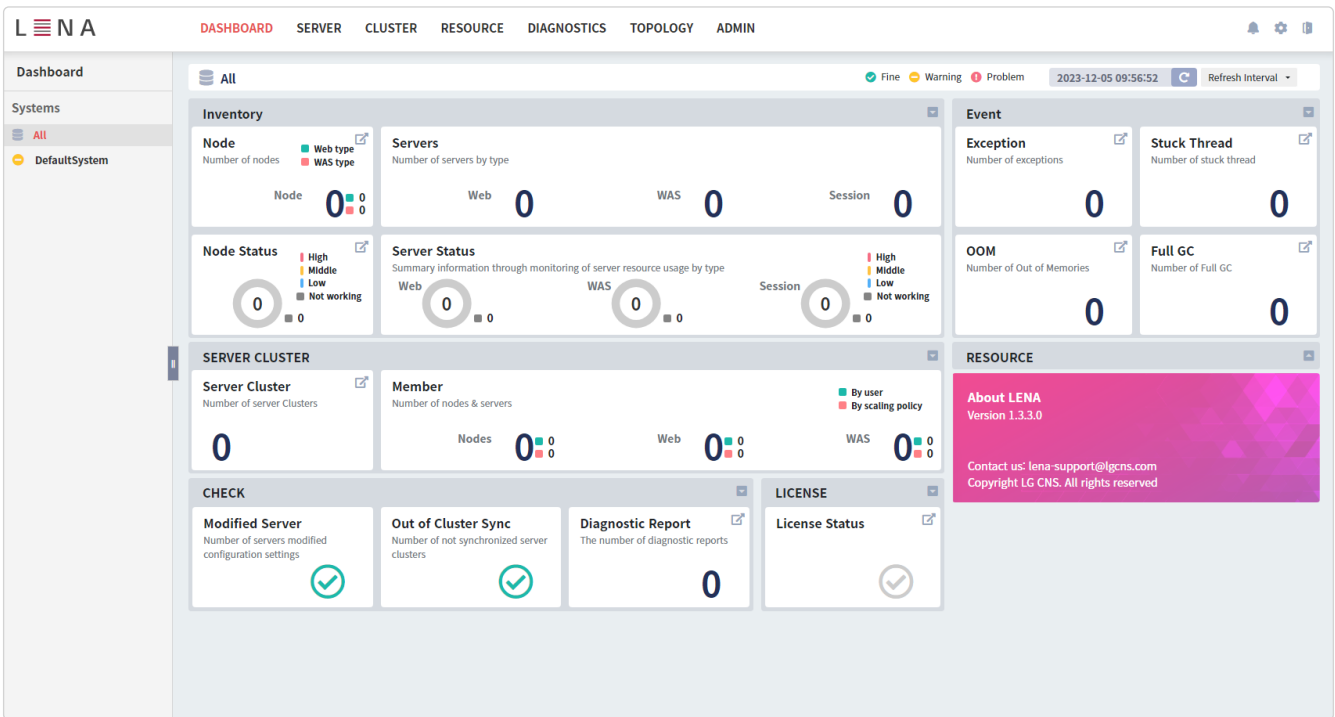 LENA
DASHBOARD SERVER CLUSTER RESOURCE DIAGNOSTICS TOPOLOGY ADMIN
Dashboard
Systems
All
DefaultSystem
All
Fine Warning Problem 2023-12-05 09:56:52 Refresh Interval
Inventory
Node
Number of nodes
Web type
WAS type
Node 0 0
0
Servers
Number of servers by type
Web 0 WAS 0 Session 0
Node Status
High
Middle
Low
Not working
0 0
Server Status
Summary information through monitoring of server resource usage by type
High
Middle
Low
Not working
Web 0 0
WAS 0 0
Session 0 0
Event
Exception
Number of exceptions
0
Stuck Thread
Number of stuck thread
0
OOM
Number of Out of Memories
0
Full GC
Number of Full GC
0
SERVER CLUSTER
Server Cluster
Number of server Clusters
0
Member
Number of nodes & servers
By user
By scaling policy
Nodes 0 0
0
Web 0 0
0
WAS 0 0
0
RESOURCE
About LENA
Version 1.3.3.0
Contact us: lena-support@lgcns.com
Copyright LG CNS. All rights reserved
CHECK
Modified Server
Number of servers modified
configuration settings
Out of Cluster Sync
Number of not synchronized server
clusters
Diagnostic Report
The number of diagnostic reports
0
LICENSE
License Status